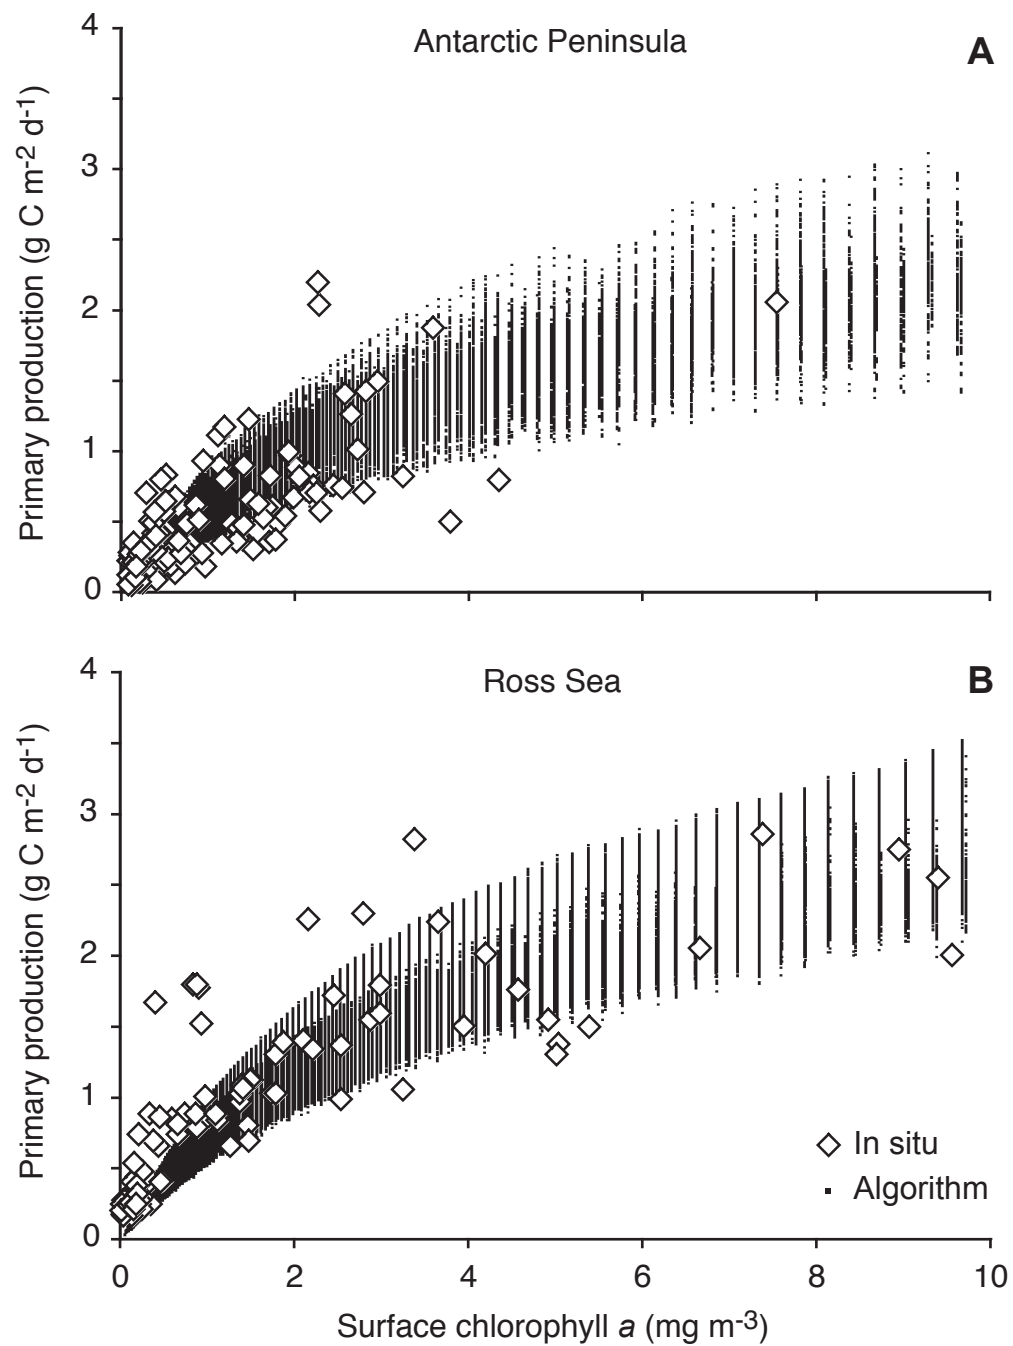 Antarctic Peninsula
A
4
3
2
1
0
Primary production (g C m-2 d-1)
Ross Sea
B
4
3
2
1
0
Primary production (g C m-2 d-1)
In situ
Algorithm
0 2 4 6 8 10
Surface chlorophyll a (mg m-3)